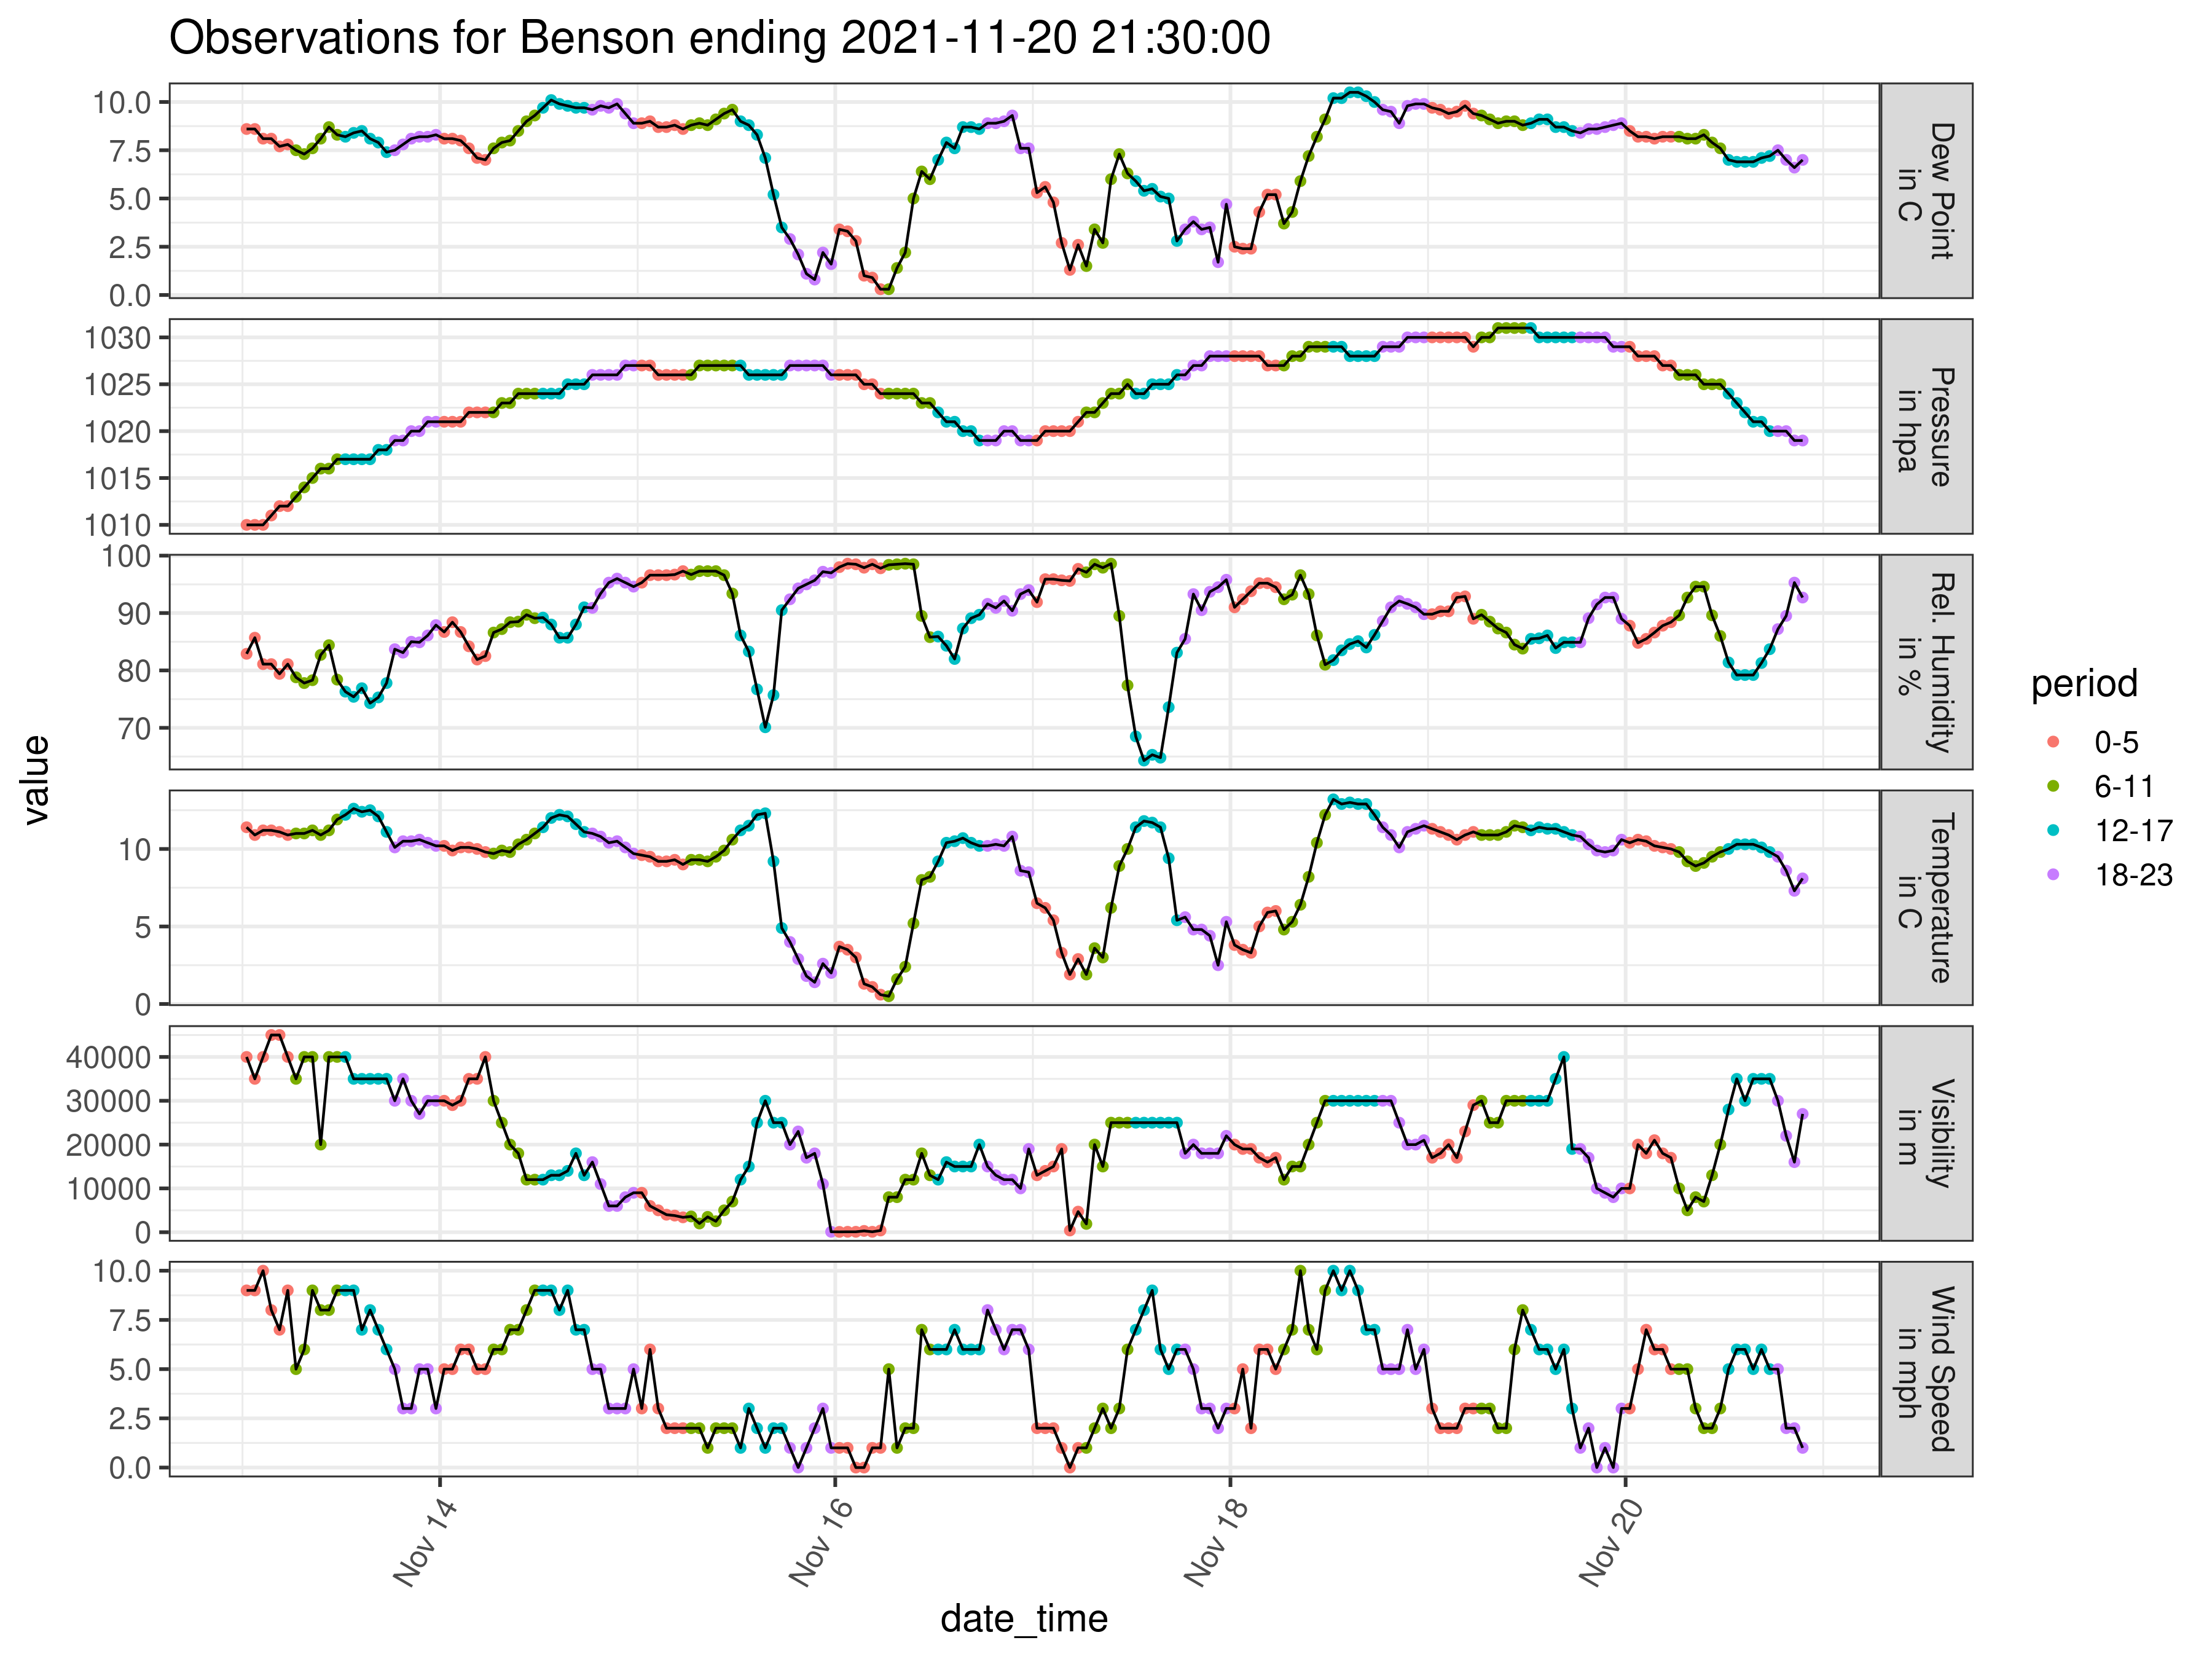 Observations for Benson ending 2021-11-20 21:30:00
value
10.0
7.5
5.0
2.5
0.0
Dew Point
in C
1030
1025
1020
1015
1010
Pressure
in hpa
100
90
80
70
Rel. Humidity
in %
10
5
0
Temperature
in C
40000
30000
20000
10000
0
Visibility
in m
10.0
7.5
5.0
2.5
0.0
Wind Speed
in mph
Nov 14
Nov 16
Nov 18
Nov 20
date_time
period
0-5
6-11
12-17
18-23